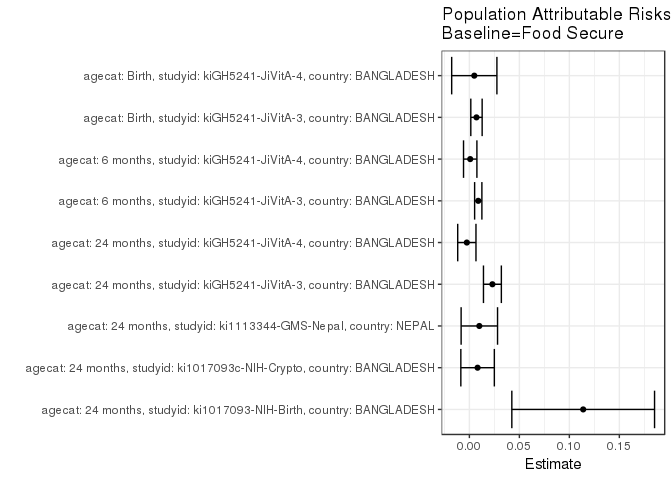 Population Attributable Risks
Baseline=Food Secure
agecat: Birth, studyid: kiGH5241-JiVitA-4, country: BANGLADESH
agecat: Birth, studyid: kiGH5241-JiVitA-3, country: BANGLADESH
agecat: 6 months, studyid: kiGH5241-JiVitA-4, country: BANGLADESH
agecat: 6 months, studyid: kiGH5241-JiVitA-3, country: BANGLADESH
agecat: 24 months, studyid: kiGH5241-JiVitA-4, country: BANGLADESH
agecat: 24 months, studyid: kiGH5241-JiVitA-3, country: BANGLADESH
agecat: 24 months, studyid: ki1113344-GMS-Nepal, country: NEPAL
agecat: 24 months, studyid: ki1017093c-NIH-Crypto, country: BANGLADESH
agecat: 24 months, studyid: ki1017093-NIH-Birth, country: BANGLADESH
0.00 0.05 0.10 0.15
Estimate